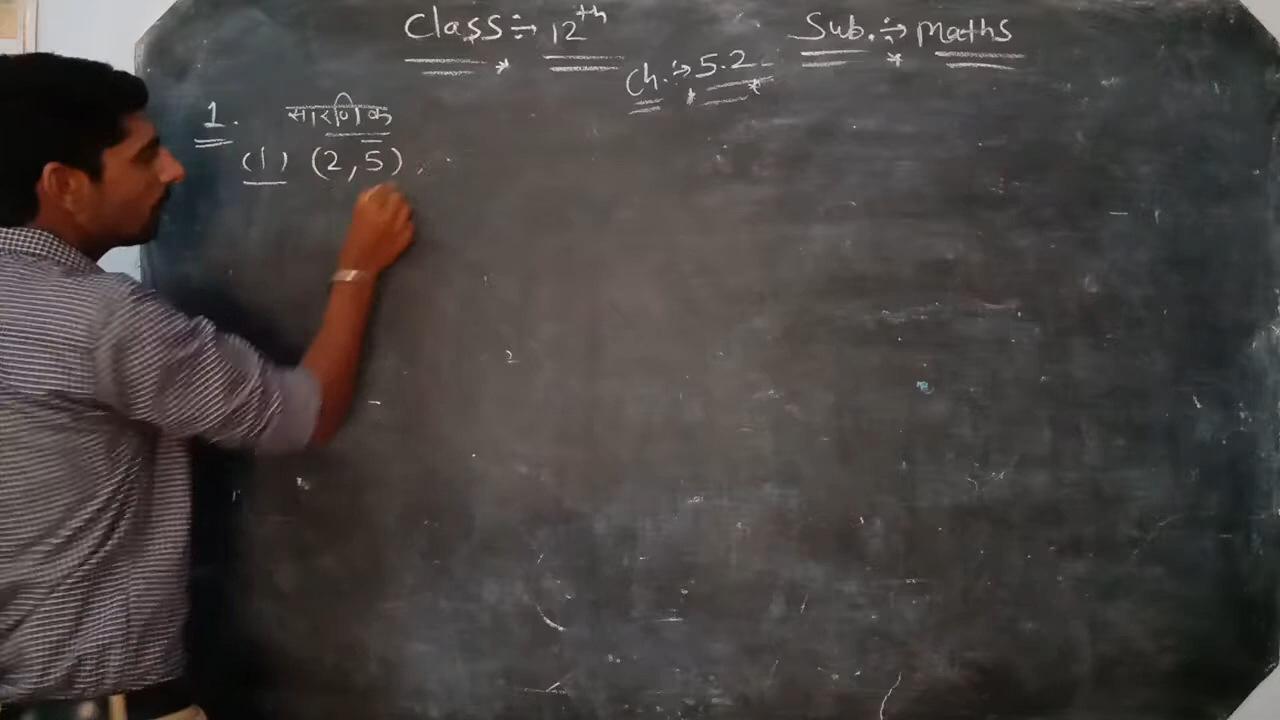 Class ÷ 12th
Sub. ÷ Maths
Ch. ÷ 5.2
1. सारणिक
(1) (2, 5)